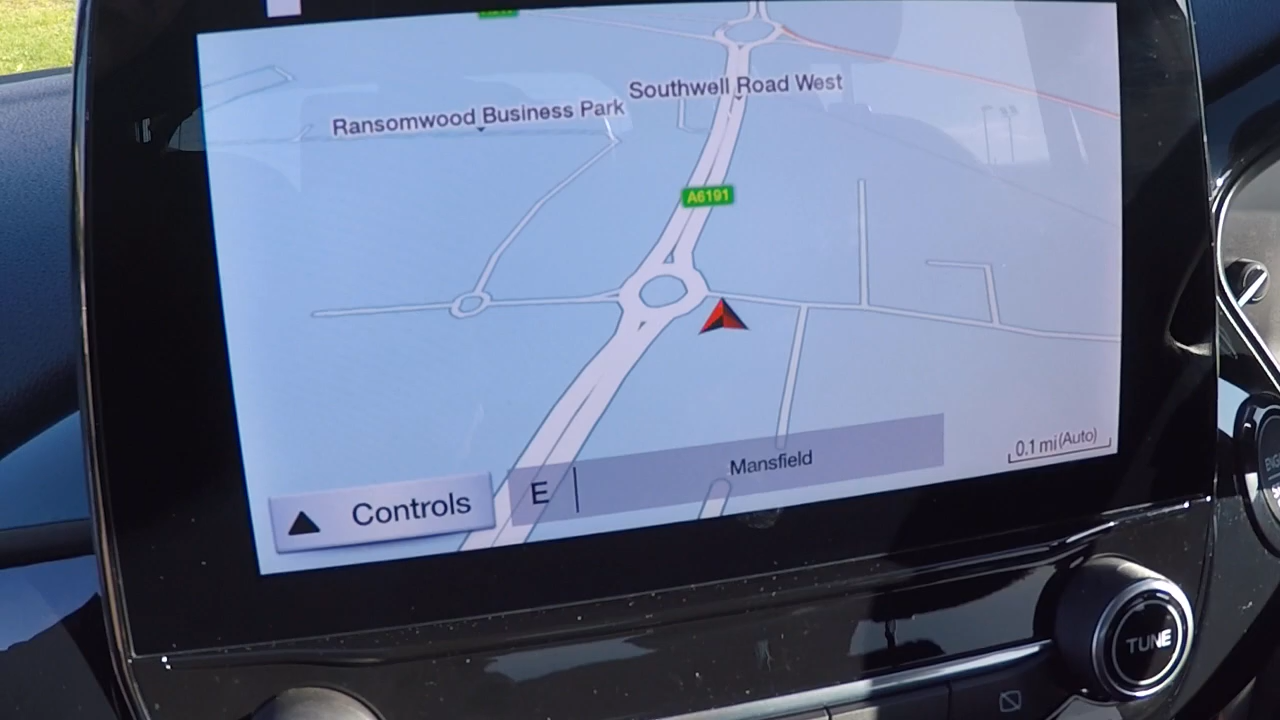 Southwell Road West
Ransomwood Business Park
A6191
0.1 mi(Auto)
Mansfield
E
Controls
TUNE